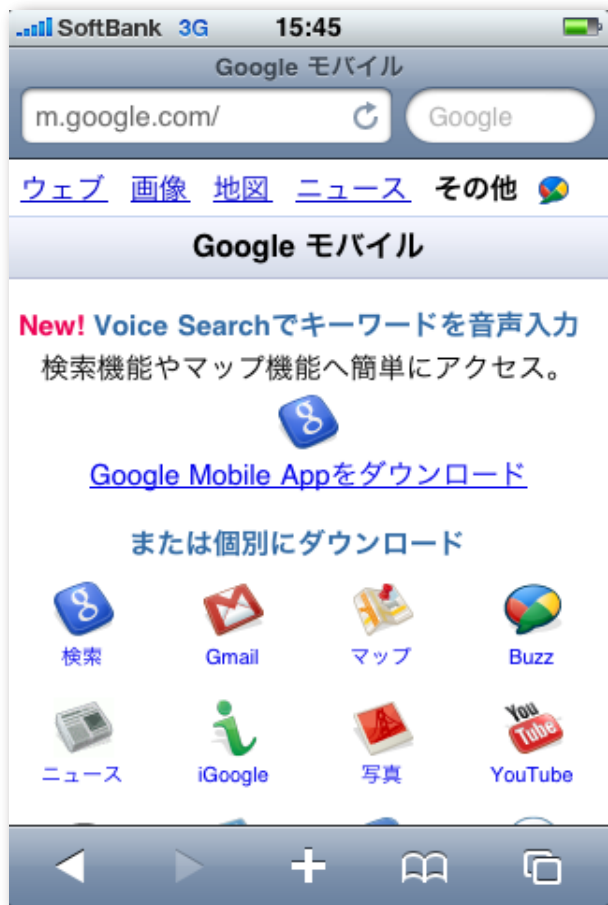 SoftBank 3G 15:45
Google モバイル
m.google.com/ Google
ウェブ 画像 地図 ニュース その他
Google モバイル
New! Voice Searchでキーワードを音声入力
検索機能やマップ機能へ簡単にアクセス。
Google Mobile Appをダウンロード
または個別にダウンロード
検索 Gmail マップ Buzz
You Tube
ニュース iGoogle 写真 YouTube